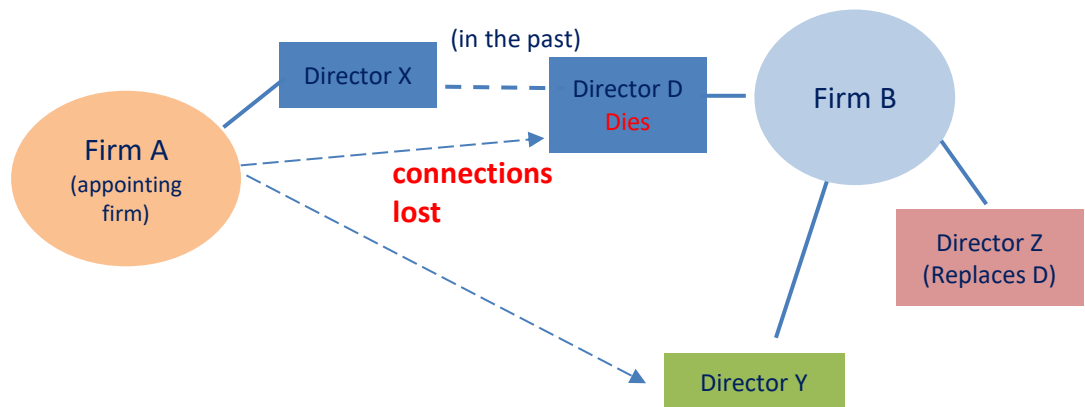 (in the past)
Director X
Director D
Dies
Firm B
Firm A
(appointing
firm)
connections
lost
Director Z
(Replaces D)
Director Y